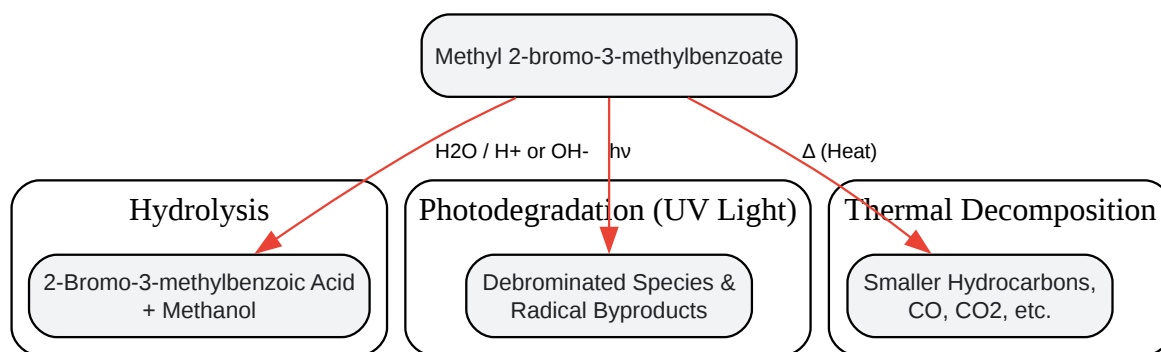 Methyl 2-bromo-3-methylbenzoate
H2O / H+ or OH-
hν
Δ (Heat)
Hydrolysis
Photodegradation (UV Light)
Thermal Decomposition
2-Bromo-3-methylbenzoic Acid
+ Methanol
Debrominated Species &
Radical Byproducts
Smaller Hydrocarbons,
CO, CO2, etc.